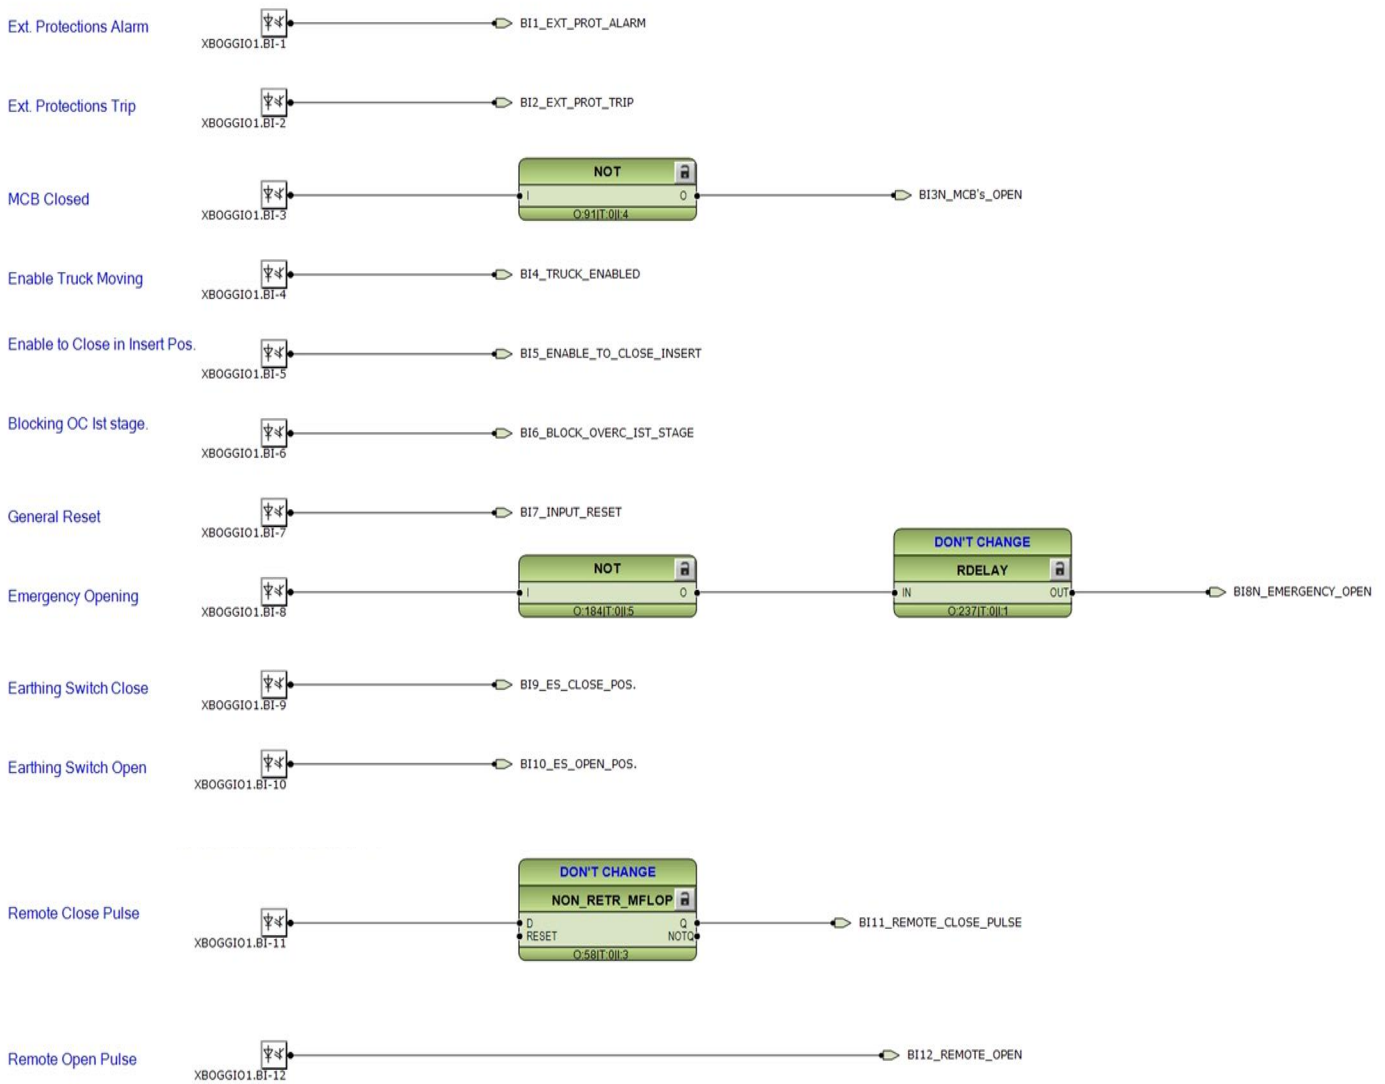 Ext. Protections Alarm
XBOGGIO1.BI-1
BI1_EXT_PROT_ALARM
Ext. Protections Trip
XBOGGIO1.BI-2
BI2_EXT_PROT_TRIP
MCB Closed
XBOGGIO1.BI-3
NOT
I
O
O:91|T:0|I:4
BI3N_MCB's_OPEN
Enable Truck Moving
XBOGGIO1.BI-4
BI4_TRUCK_ENABLED
Enable to Close in Insert Pos.
XBOGGIO1.BI-5
BI5_ENABLE_TO_CLOSE_INSERT
Blocking OC Ist stage.
XBOGGIO1.BI-6
BI6_BLOCK_OVERC_IST_STAGE
General Reset
XBOGGIO1.BI-7
BI7_INPUT_RESET
Emergency Opening
XBOGGIO1.BI-8
NOT
I
O
O:184|T:0|I:5
DON'T CHANGE
RDELAY
IN
OUT
O:237|T:0|I:1
BI8N_EMERGENCY_OPEN
Earthing Switch Close
XBOGGIO1.BI-9
BI9_ES_CLOSE_POS.
Earthing Switch Open
XBOGGIO1.BI-10
BI10_ES_OPEN_POS.
Remote Close Pulse
XBOGGIO1.BI-11
DON'T CHANGE
NON_RETR_MFLOP
D
Q
RESET
NOTQ
O:58|T:0|I:3
BI11_REMOTE_CLOSE_PULSE
Remote Open Pulse
XBOGGIO1.BI-12
BI12_REMOTE_OPEN